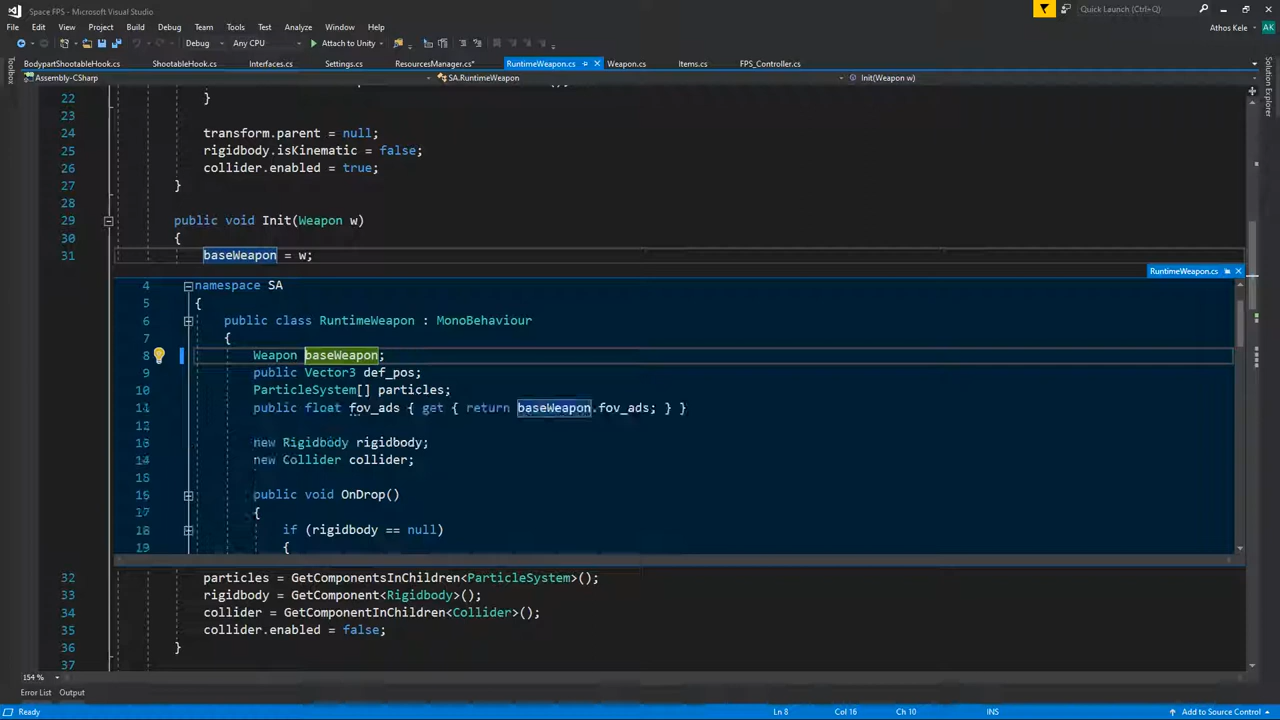 Space FPS - Microsoft Visual Studio
Quick Launch (Ctrl+Q)
File Edit View Project Build Debug Team Tools Test Analyze Window Help
Athos Kele AK
Debug Any CPU Attach to Unity
BodypartShootableHook.cs ShootableHook.cs Interfaces.cs Settings.cs ResourcesManager.cs* RuntimeWeapon.cs Weapon.cs Items.cs FPS_Controller.cs
Toolbox
Solution Explorer
Assembly-CSharp SA.RuntimeWeapon Init(Weapon w)
22 }
23
24 transform.parent = null;
25 rigidbody.isKinematic = false;
26 collider.enabled = true;
27 }
28
29 public void Init(Weapon w)
30 {
31 baseWeapon = w;
RuntimeWeapon.cs
4 namespace SA
5 {
6 public class RuntimeWeapon : MonoBehaviour
7 {
8 Weapon baseWeapon;
9 public Vector3 def_pos;
10 ParticleSystem[] particles;
11 public float fov_ads { get { return baseWeapon.fov_ads; } }
12
13 new Rigidbody rigidbody;
14 new Collider collider;
15
16 public void OnDrop()
17 {
18 if (rigidbody == null)
19 {
32 particles = GetComponentsInChildren<ParticleSystem>();
33 rigidbody = GetComponent<Rigidbody>();
34 collider = GetComponentInChildren<Collider>();
35 collider.enabled = false;
36 }
37
154 %
Error List Output
Ready Ln 8 Col 16 Ch 10 INS Add to Source Control